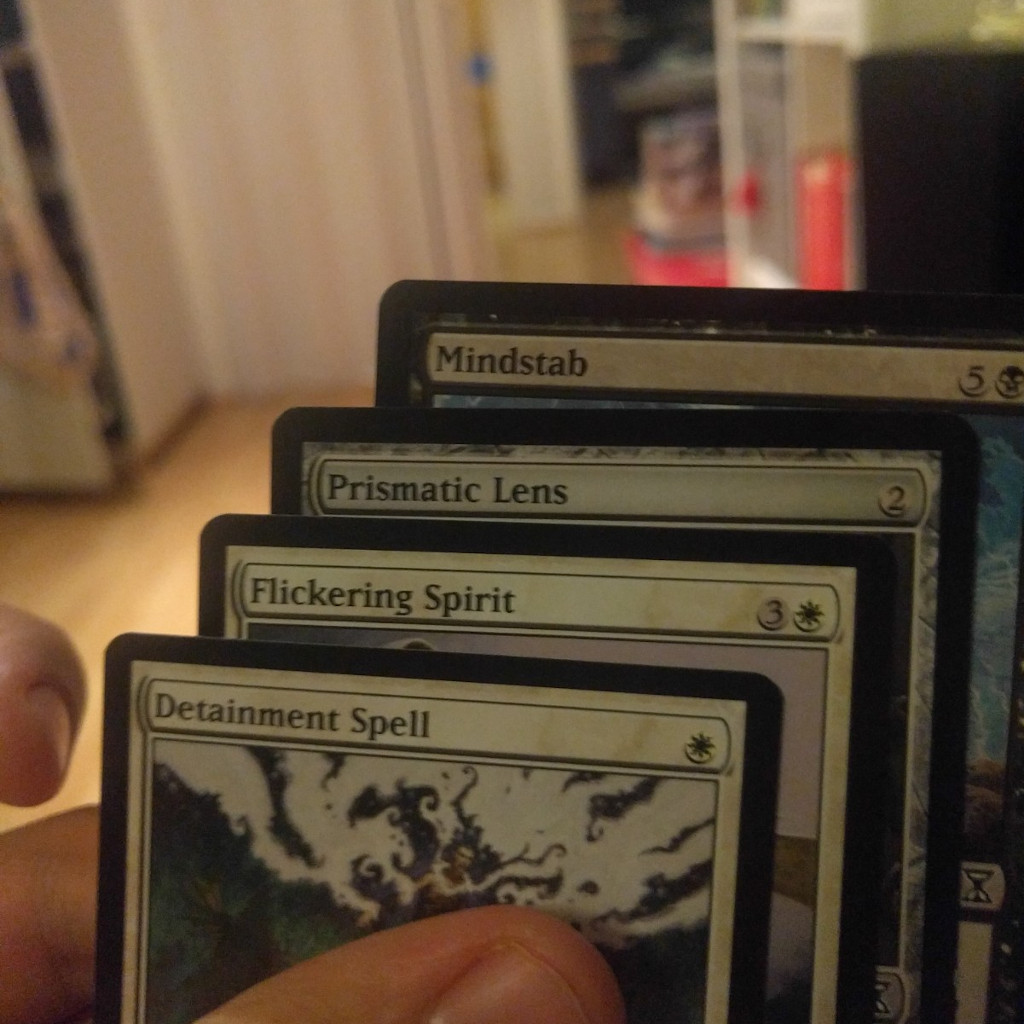 Mindstab 5
Prismatic Lens 2
Flickering Spirit 3
Detainment Spell